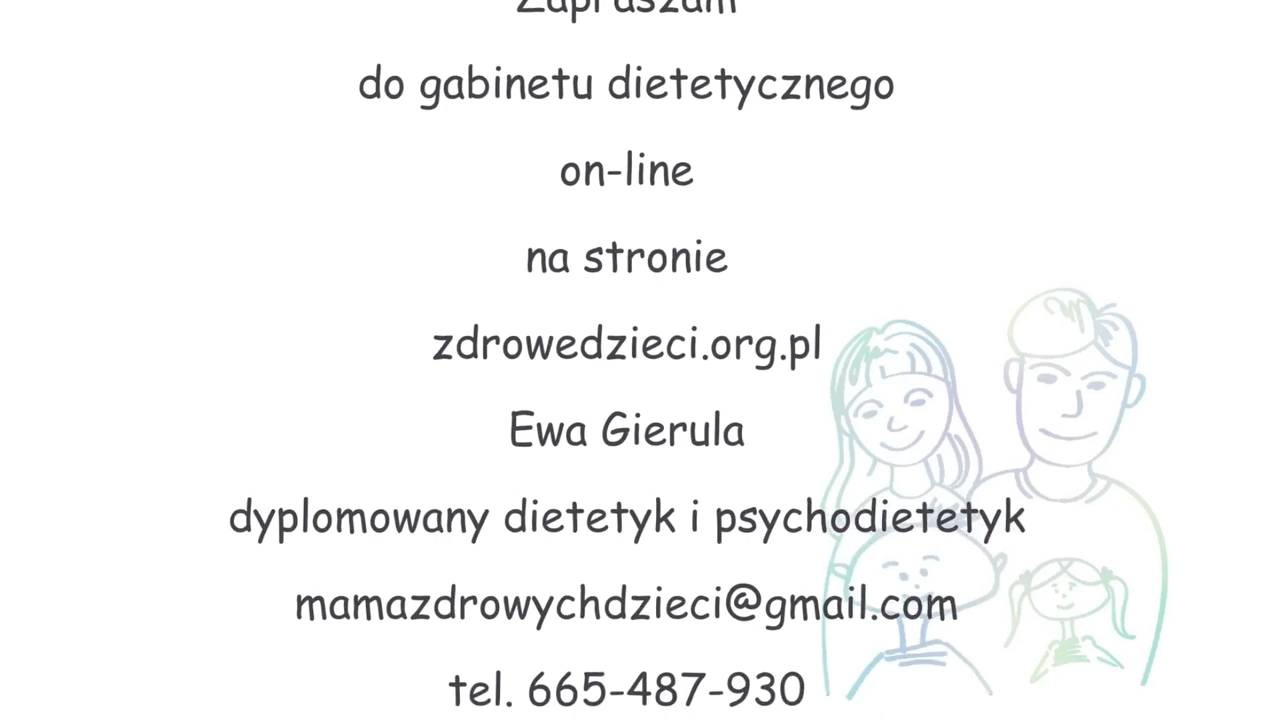 Zapraszam
do gabinetu dietetycznego
on-line
na stronie
zdrowedzieci.org.pl
Ewa Gierula
dyplomowany dietetyk i psychodietetyk
mamazdrowychdzieci@gmail.com
tel. 665-487-930